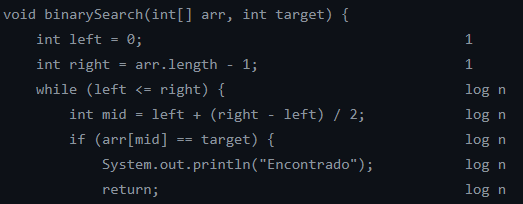 void binarySearch(int[] arr, int target) {
    int left = 0; 1
    int right = arr.length - 1; 1
    while (left <= right) { log n
        int mid = left + (right - left) / 2; log n
        if (arr[mid] == target) { log n
            System.out.println("Encontrado"); log n
            return; log n